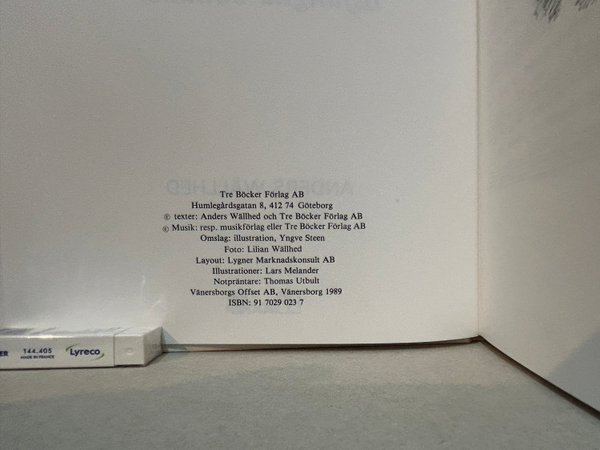 Tre Böcker Förlag AB
Humlegårdsgatan 8, 412 74 Göteborg
© texter: Anders Wällhed och Tre Böcker Förlag AB
© Musik: resp. musikförlag eller Tre Böcker Förlag AB
Omslag: illustration, Yngve Steen
Foto: Lilian Wällhed
Layout: Lygner Marknadskonsult AB
Illustrationer: Lars Melander
Notpräntare: Thomas Utbult
Vänersborgs Offset AB, Vänersborg 1989
ISBN: 91 7029 023 7
144.405
MADE IN FRANCE
Lyreco